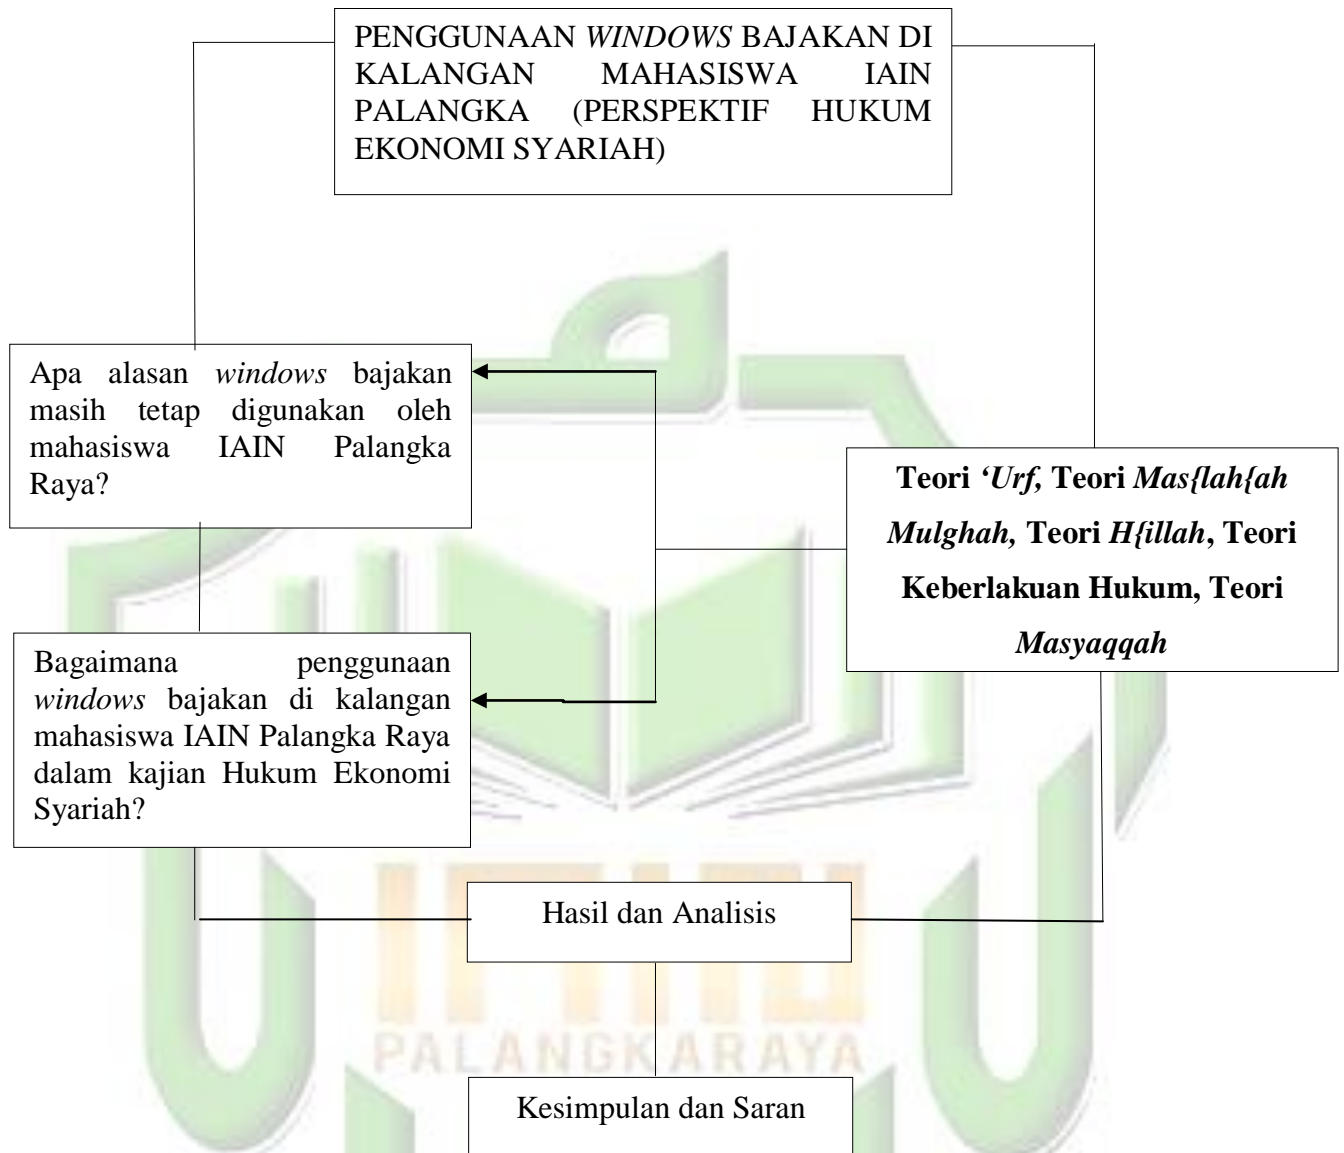 PENGGUNAAN WINDOWS BAJAKAN DI
KALANGAN MAHASISWA IAIN
PALANGKA (PERSPEKTIF HUKUM
EKONOMI SYARIAH)
Apa alasan windows bajakan
masih tetap digunakan oleh
mahasiswa IAIN Palangka
Raya?
Teori ‘Urf, Teori Mas{lah{ah
Mulghah, Teori H{illah, Teori
Keberlakuan Hukum, Teori
Masyaqqah
Bagaimana penggunaan
windows bajakan di kalangan
mahasiswa IAIN Palangka Raya
dalam kajian Hukum Ekonomi
Syariah?
Hasil dan Analisis
PALANGKARAYA
Kesimpulan dan Saran